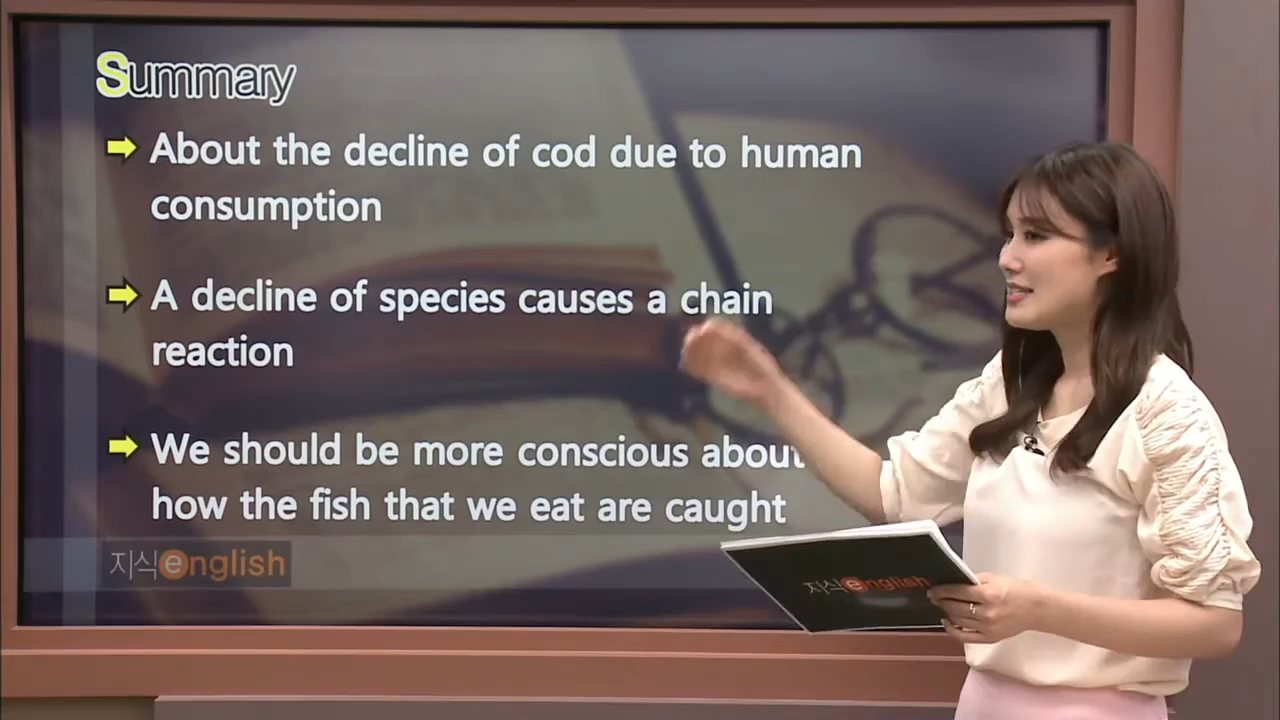 Summary
About the decline of cod due to human
consumption
A decline of species causes a chain
reaction
We should be more conscious about
how the fish that we eat are caught
지식english
지식english